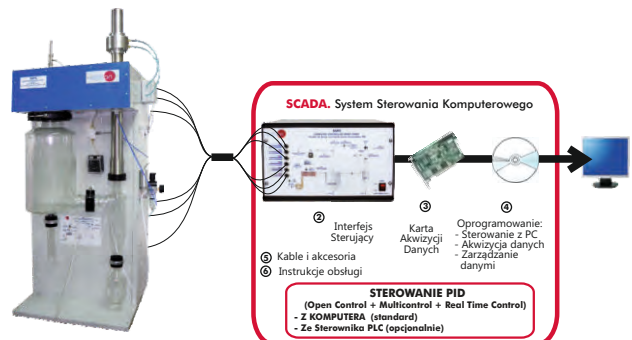 SCADA. System Sterowania Komputerowego
② Interfejs
Sterujący
③ Karta
Akwizycji
Danych
④ Oprogramowanie:
- Sterowanie z PC
- Akwizycja danych
- Zarządzanie
danymi
⑤ Kable i akcesoria
⑥ Instrukcje obsługi
STEROWANIE PID
(Open Control + Multicontrol + Real Time Control)
- Z KOMPUTERA (standard)
- Ze Sterownika PLC (opcjonalnie)